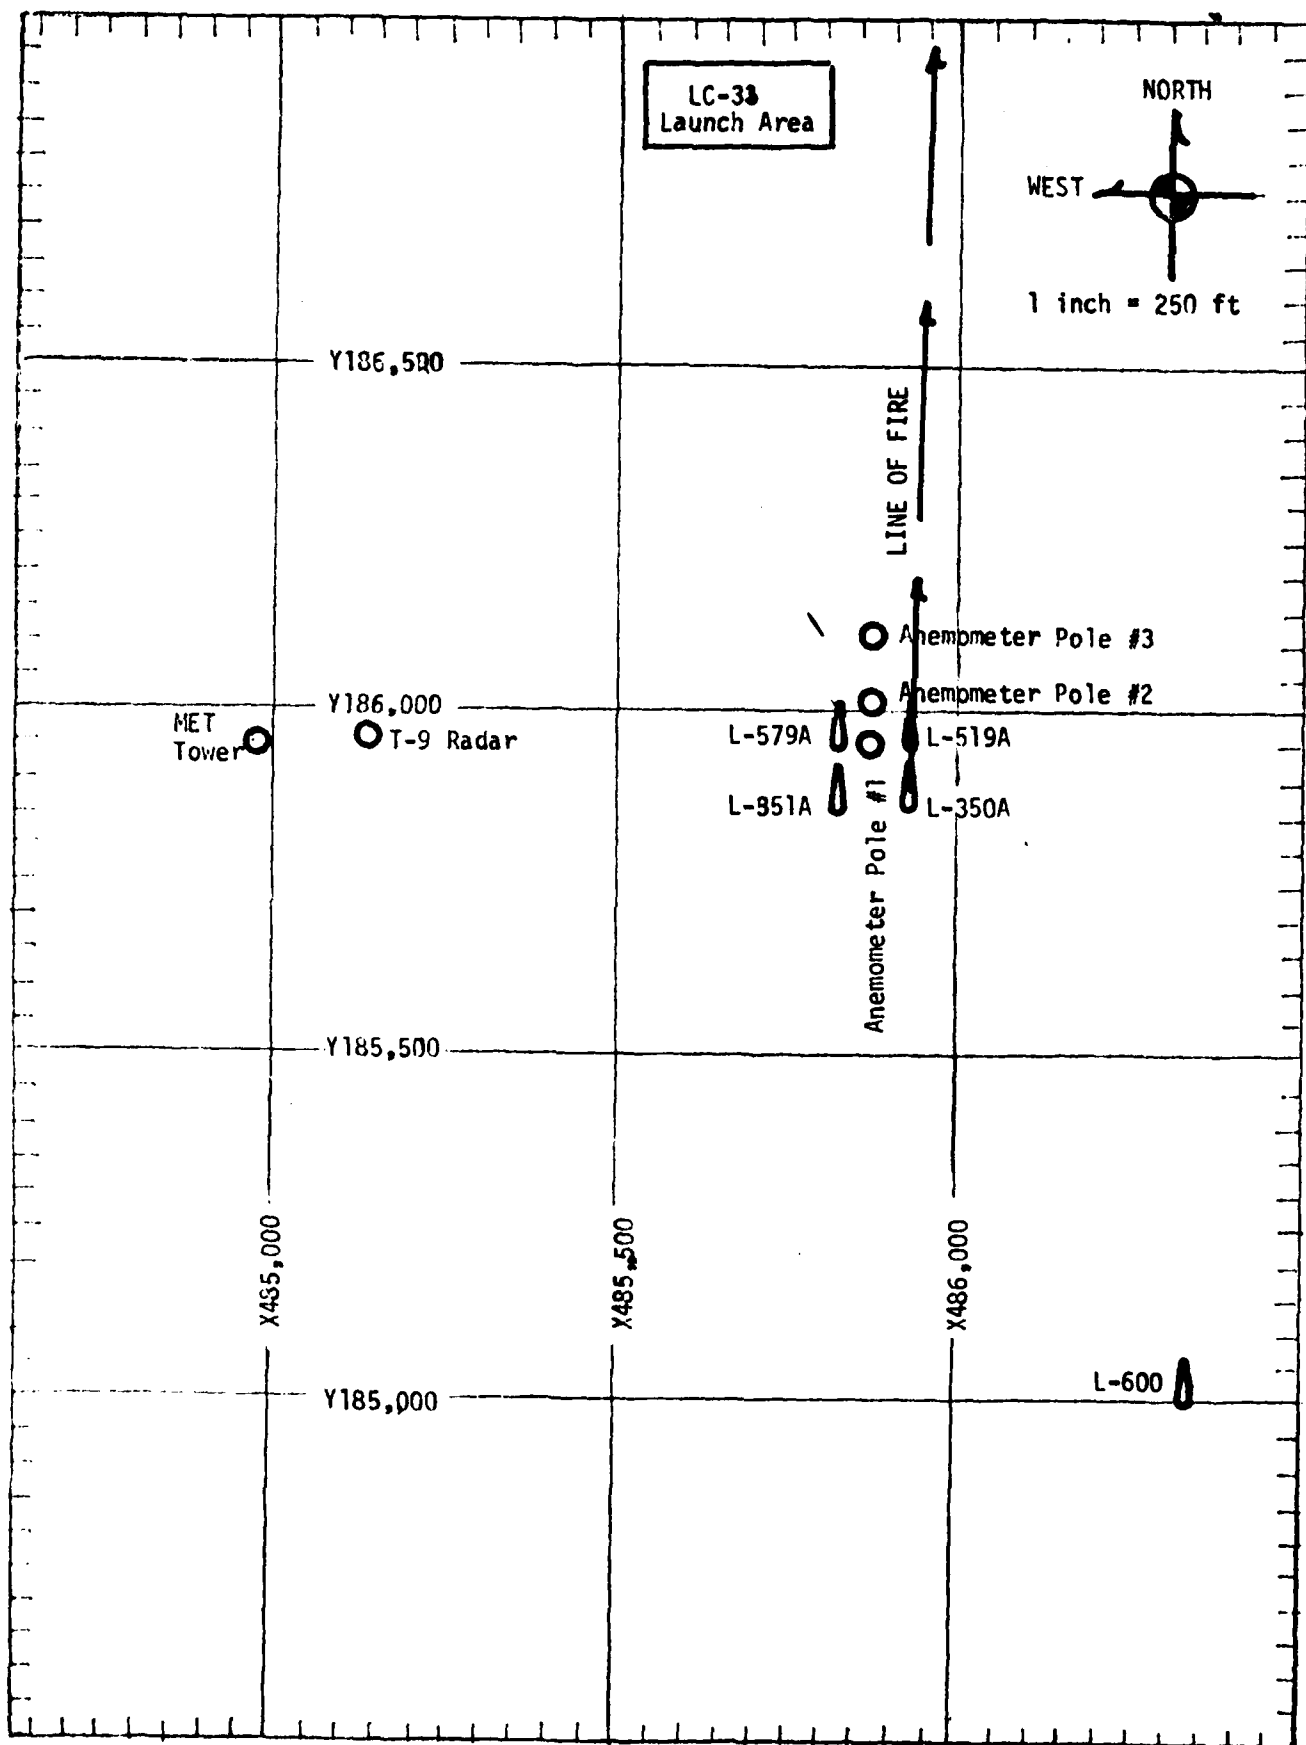 LC-33
Launch Area
NORTH
WEST
1 inch = 250 ft
Y186,500
LINE OF FIRE
Anemometer Pole #3
Y186,000
Anemometer Pole #2
MET
Tower
T-9 Radar
L-579A
L-519A
L-351A
L-350A
Anemometer Pole #1
Y185,500
X485,000
X485,500
X486,000
Y185,000
L-600